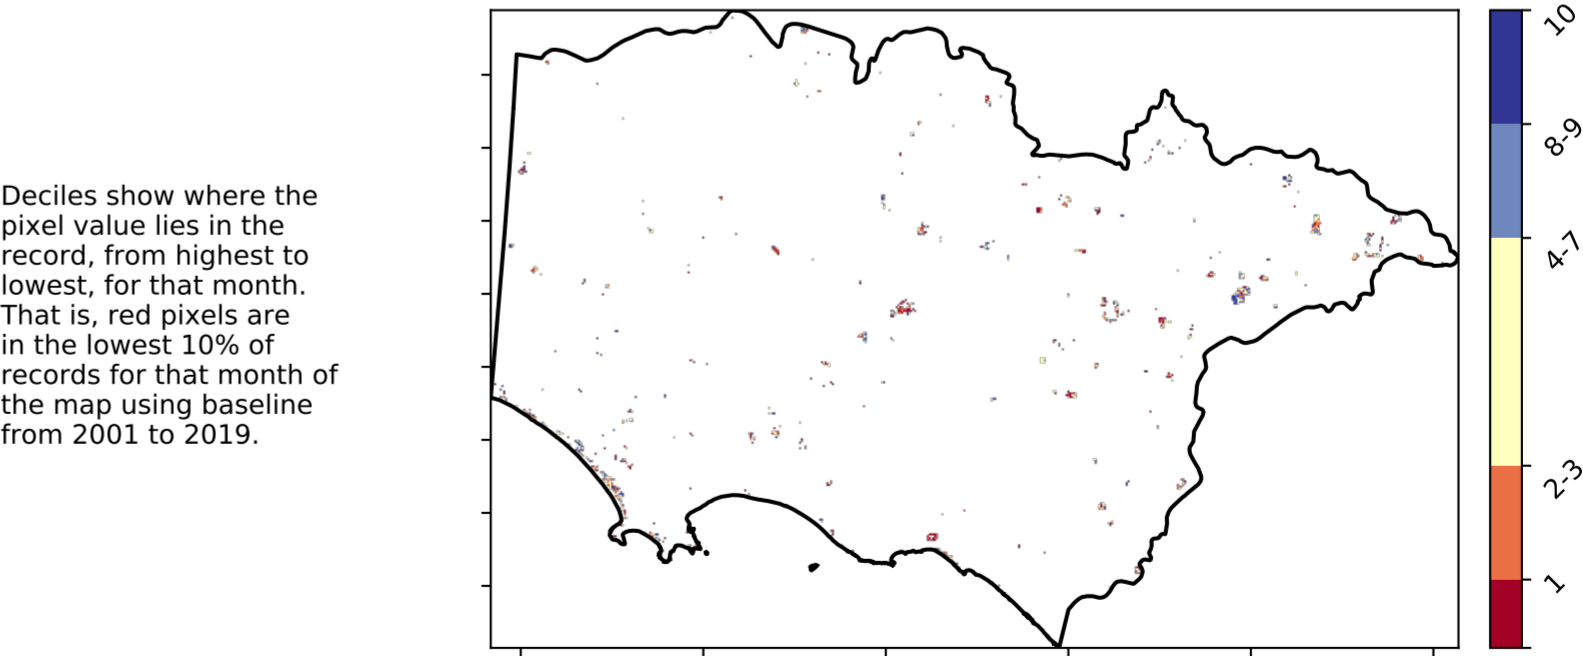 Deciles show where the
pixel value lies in the
record, from highest to
lowest, for that month.
That is, red pixels are
in the lowest 10% of
records for that month of
the map using baseline
from 2001 to 2019.
10
8-9
4-7
2-3
1